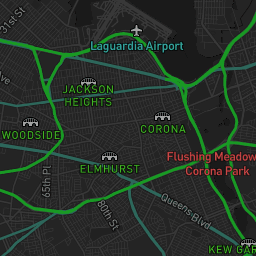 31st St
Laguardia Airport
Ave
JACKSON
HEIGHTS
WOODSIDE
CORONA
Flushing Meadow
Corona Park
ELMHURST
65th Pl
80th St
Queens Blvd
KEW GAR